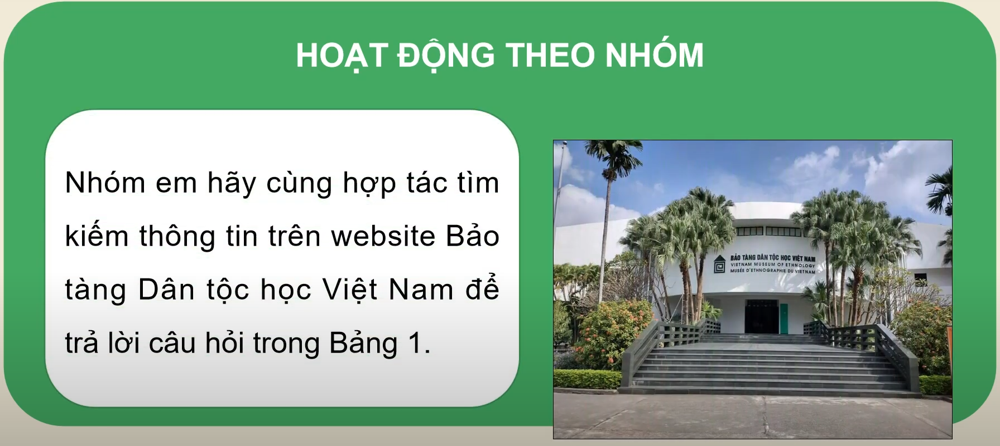 HOẠT ĐỘNG THEO NHÓM
Nhóm em hãy cùng hợp tác tìm
kiếm thông tin trên website Bảo
tàng Dân tộc học Việt Nam để
trả lời câu hỏi trong Bảng 1.
BẢO TÀNG DÂN TỘC HỌC VIỆT NAM
VIETNAM MUSEUM OF ETHNOLOGY
MUSÉE D'ETHNOGRAPHIE DU VIETNAM